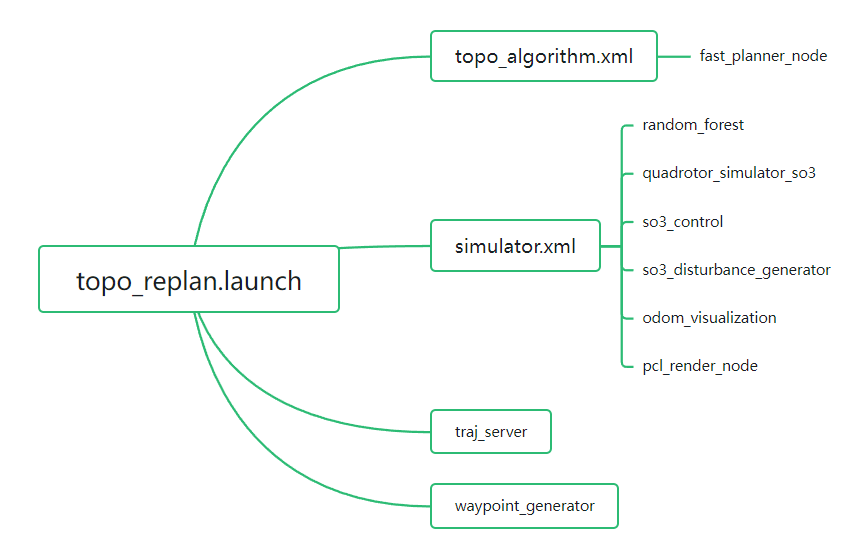 topo_replan.launch
topo_algorithm.xml
fast_planner_node
simulator.xml
random_forest
quadrotor_simulator_so3
so3_control
so3_disturbance_generator
odom_visualization
pcl_render_node
traj_server
waypoint_generator